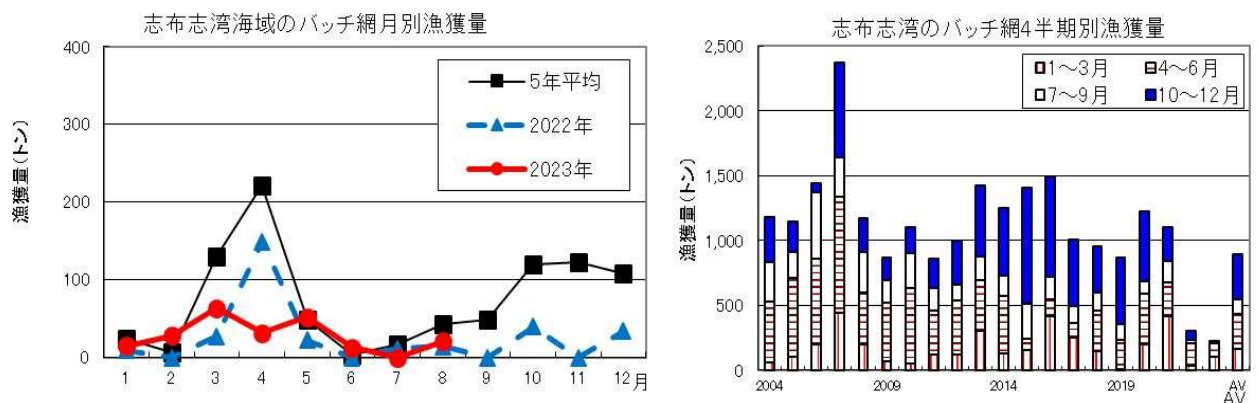 志布志湾海域のバッチ網月別漁獲量
400
300
200
100
0
漁獲量(トン)
5年平均
2022年
2023年
1 2 3 4 5 6 7 8 9 10 11 12月
志布志湾のバッチ網4半期別漁獲量
2,500
2,000
1,500
1,000
500
0
漁獲量(トン)
1~3月 4~6月
7~9月 10~12月
2004 2009 2014 2019 AV
AV